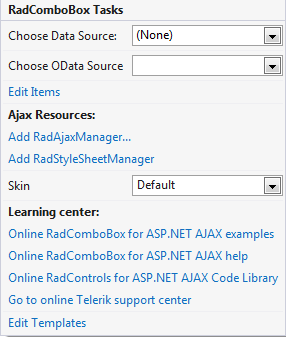 RadComboBox Tasks
Choose Data Source: (None)
Choose OData Source
Edit Items
Ajax Resources:
Add RadAjaxManager...
Add RadStyleSheetManager
Skin Default
Learning center:
Online RadComboBox for ASP.NET AJAX examples
Online RadComboBox for ASP.NET AJAX help
Online RadControls for ASP.NET AJAX Code Library
Go to online Telerik support center
Edit Templates